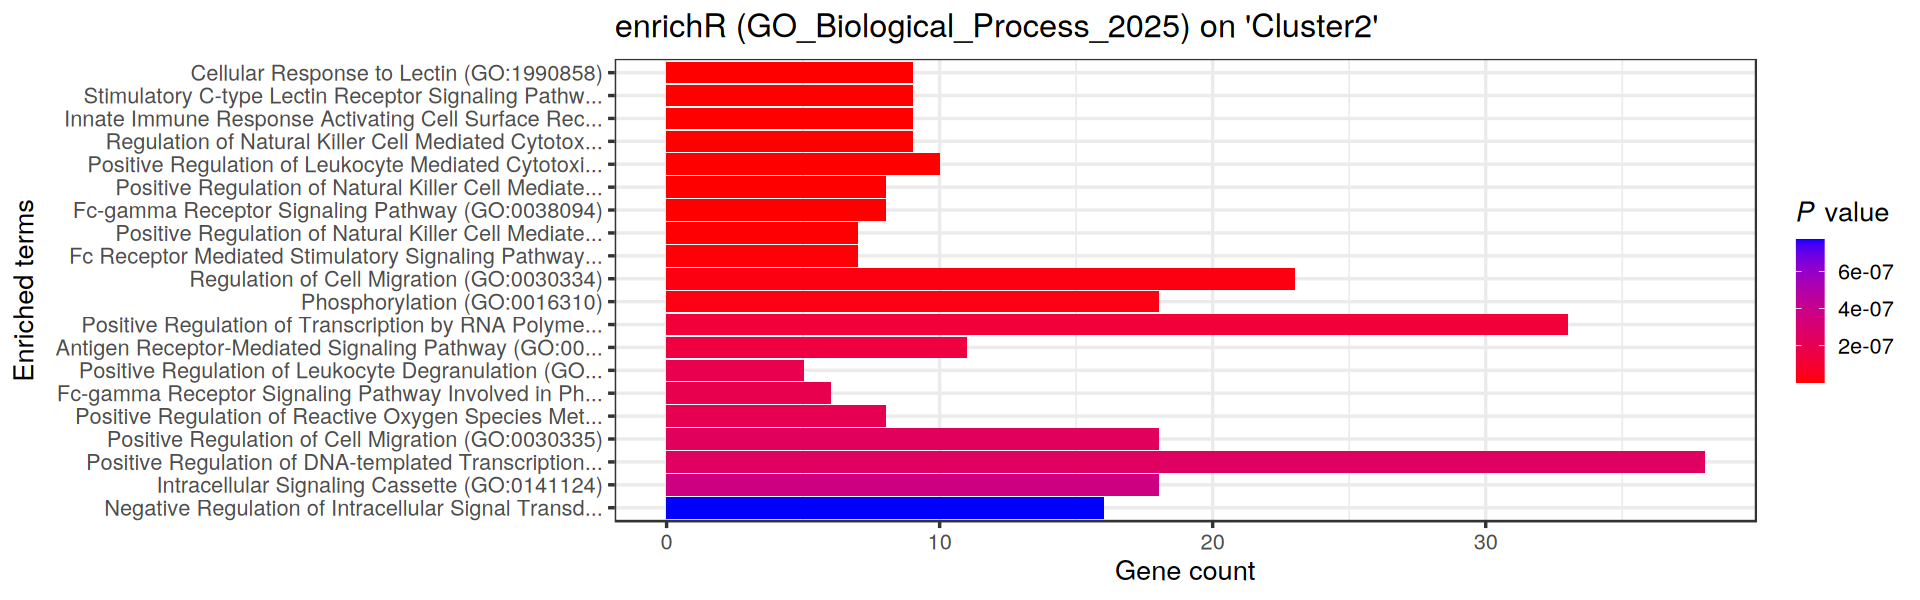 enrichR (GO_Biological_Process_2025) on 'Cluster2'
Enriched terms
Cellular Response to Lectin (GO:1990858)
Stimulatory C-type Lectin Receptor Signaling Pathw...
Innate Immune Response Activating Cell Surface Rec...
Regulation of Natural Killer Cell Mediated Cytotox...
Positive Regulation of Leukocyte Mediated Cytotoxi...
Positive Regulation of Natural Killer Cell Mediate...
Fc-gamma Receptor Signaling Pathway (GO:0038094)
Positive Regulation of Natural Killer Cell Mediate...
Fc Receptor Mediated Stimulatory Signaling Pathway...
Regulation of Cell Migration (GO:0030334)
Phosphorylation (GO:0016310)
Positive Regulation of Transcription by RNA Polyme...
Antigen Receptor-Mediated Signaling Pathway (GO:00...
Positive Regulation of Leukocyte Degranulation (GO...
Fc-gamma Receptor Signaling Pathway Involved in Ph...
Positive Regulation of Reactive Oxygen Species Met...
Positive Regulation of Cell Migration (GO:0030335)
Positive Regulation of DNA-templated Transcription...
Intracellular Signaling Cassette (GO:0141124)
Negative Regulation of Intracellular Signal Transd...
0 10 20 30
Gene count
P value
6e-07
4e-07
2e-07